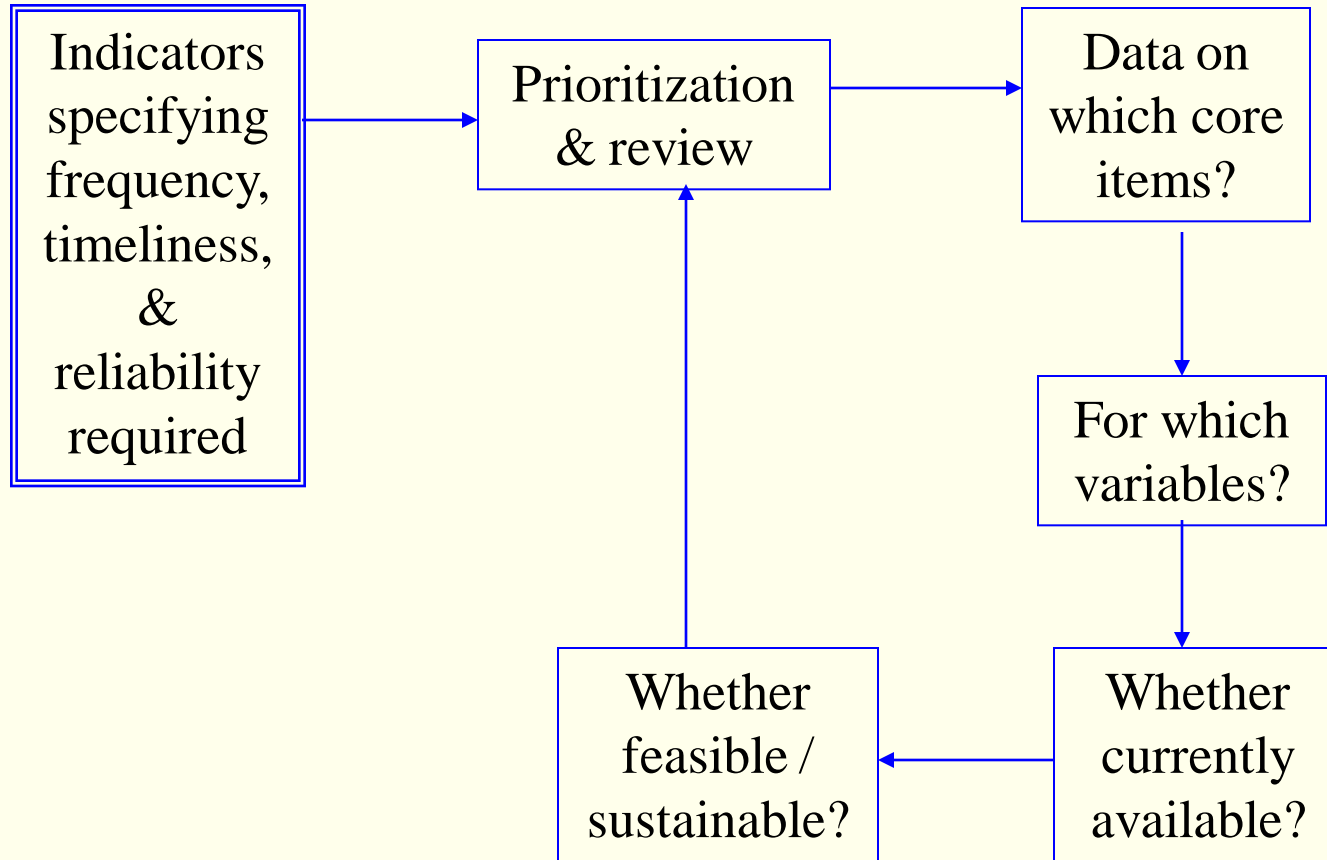 Indicators
specifying
frequency,
timeliness,
&
reliability
required
Prioritization
& review
Data on
which core
items?
For which
variables?
Whether
currently
available?
Whether
feasible /
sustainable?